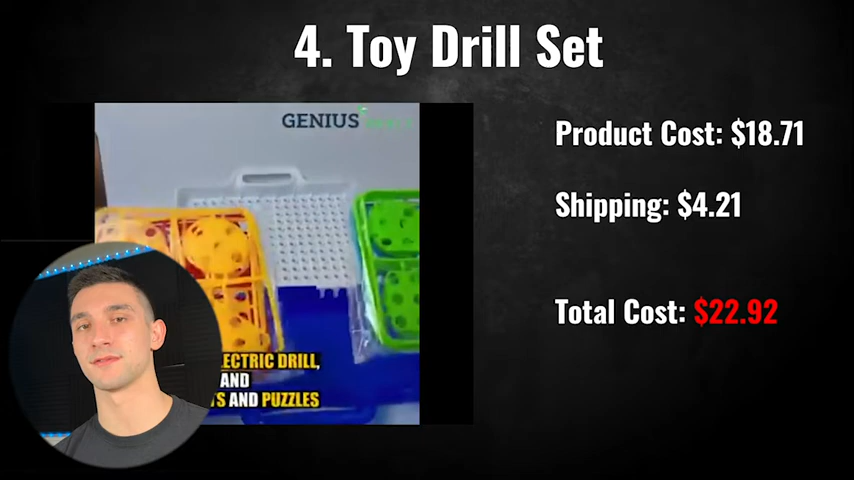 4. Toy Drill Set
GENIUS
Product Cost: $18.71
Shipping: $4.21
Total Cost: $22.92
ECTRIC DRILL,
AND
AND PUZZLES